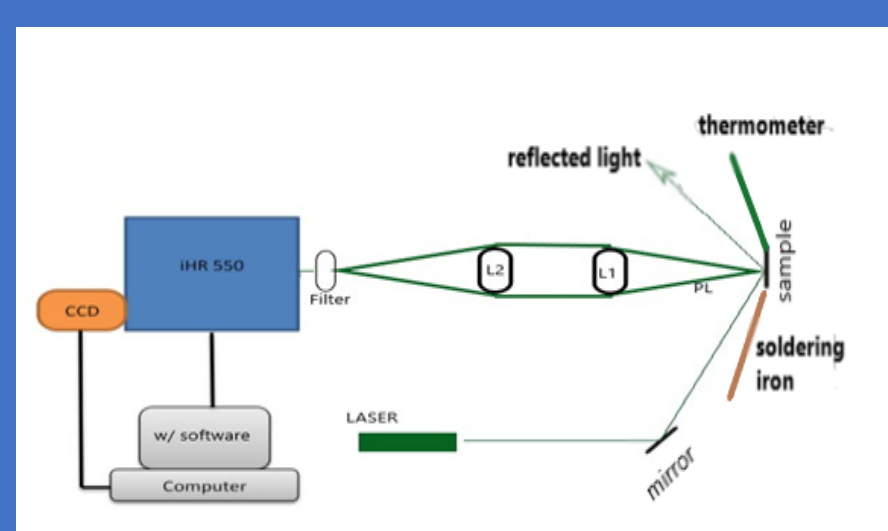 thermometer
reflected light
sample
iHR 550
L2
L1
Filter
PL
CCD
soldering
iron
LASER
w/ software
mirror
Computer